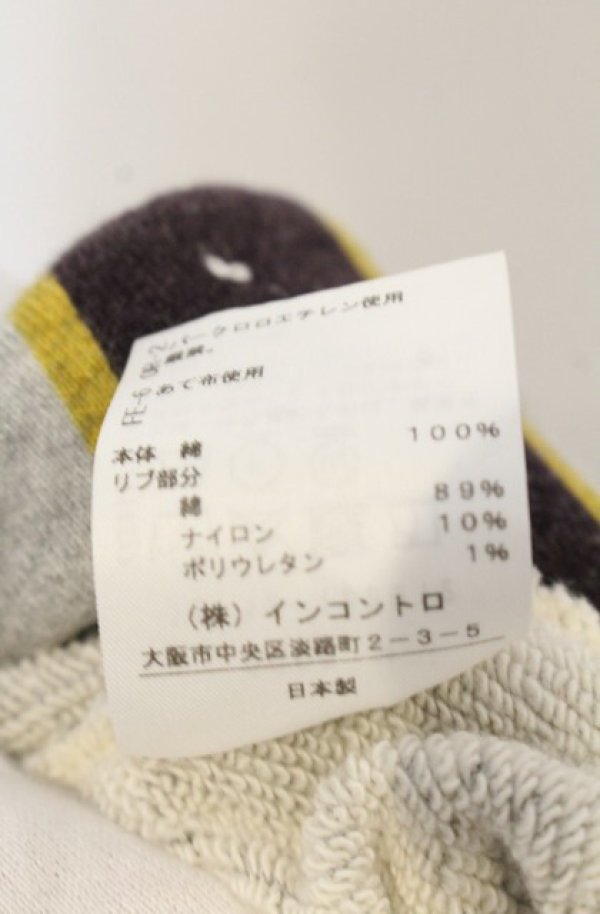 パークロロエチレン使用
あて布使用
本体 綿 100%
リブ部分
綿 89%
ナイロン 10%
ポリウレタン 1%
(株)インコントロ
大阪市中央区淡路町2-3-5
日本製